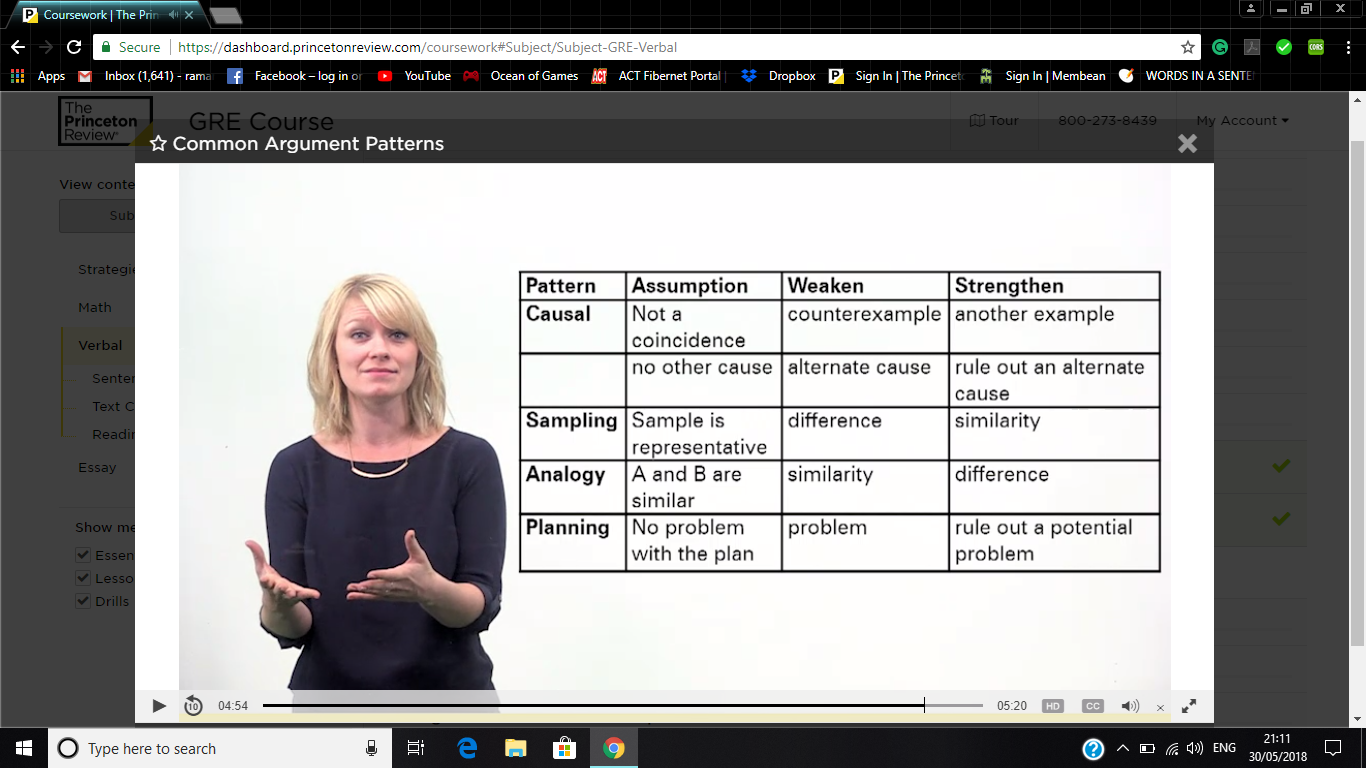 Coursework | The Prin
Secure https://dashboard.princetonreview.com/coursework#Subject/Subject-GRE-Verbal
CORS
Apps Inbox (1,641) - rama Facebook – log in or YouTube Ocean of Games ACT ACT Fibernet Portal Dropbox Sign In | The Princet Sign In | Membean WORDS IN A SENTE
The
Princeton
Review
GRE Course
Tour 800-273-8439 My Account
Common Argument Patterns
View conte
Sub
Strategie
Math
Verbal
Senten
Text C
Readin
Essay
Show me
Essen
Lesso
Drills
Pattern Assumption Weaken Strengthen
Causal Not a counterexample another example
coincidence
no other cause alternate cause rule out an alternate
cause
Sampling Sample is difference similarity
representative
Analogy A and B are similarity difference
similar
Planning No problem problem rule out a potential
with the plan problem
10 04:54 05:20 HD CC
Type here to search
ENG
21:11
30/05/2018